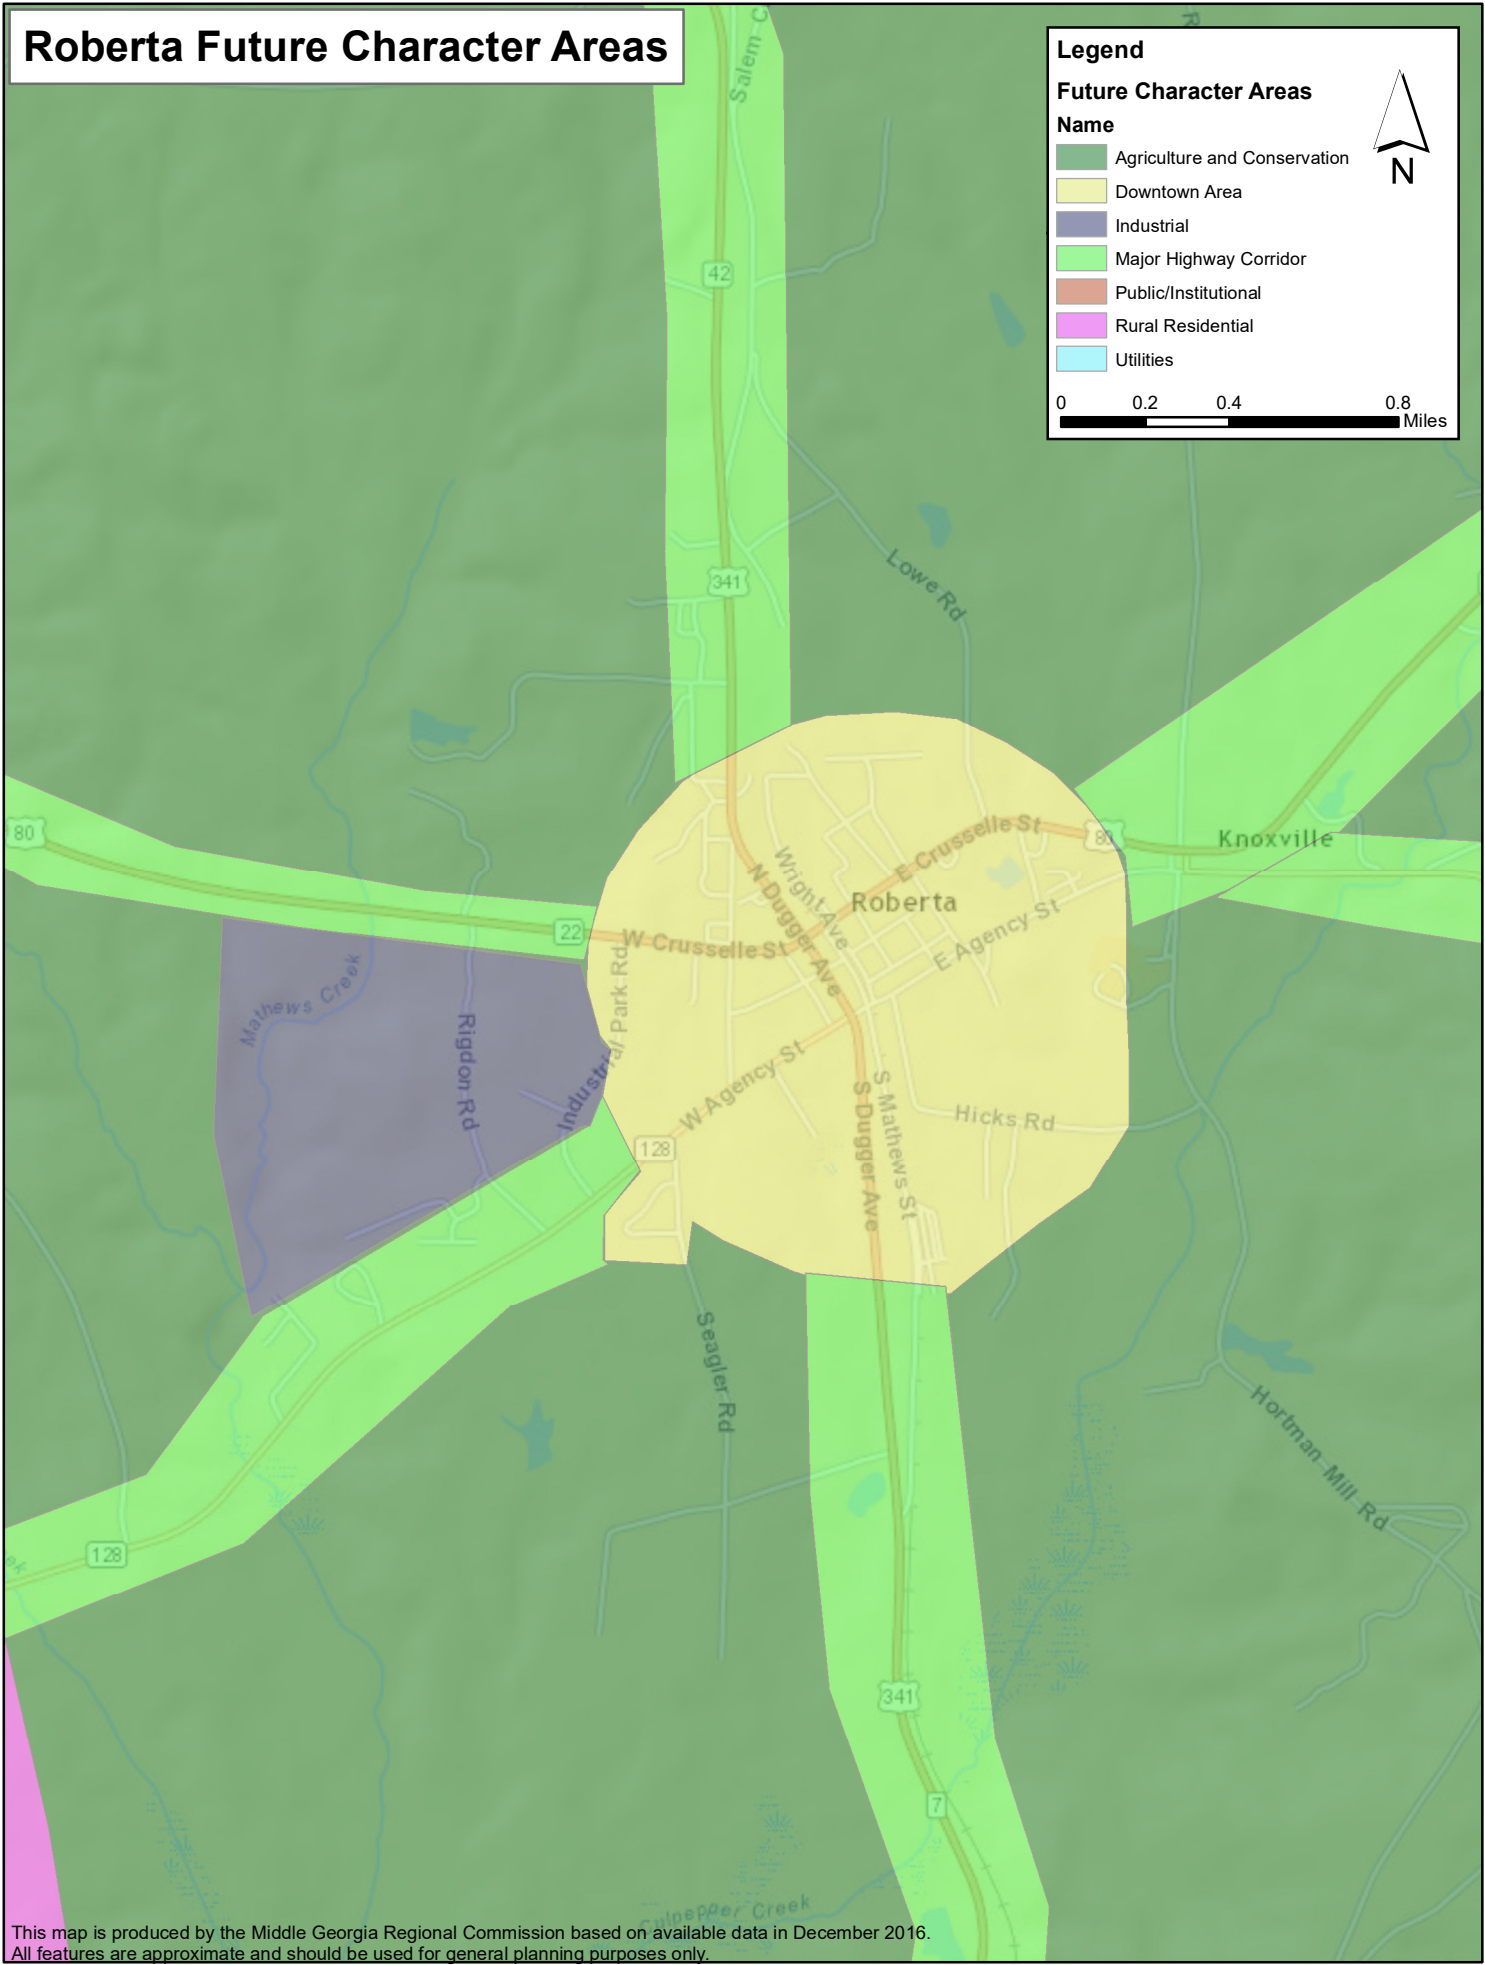 Roberta Future Character Areas
Legend
Future Character Areas
Name
Agriculture and Conservation
Downtown Area
Industrial
Major Highway Corridor
Public/Institutional
Rural Residential
Utilities
N
0 0.2 0.4 0.8
Miles
Salem C
R
42
341
Lowe Rd
80
22
W Crusselle St
N Dugger Ave
Wright Ave
E Crusselle St
80
Knoxville
Roberta
E Agency St
Mathews Creek
Rigdon Rd
Industrial Park Rd
W Agency St
128
S Dugger Ave
S Mathews St
Hicks Rd
Seagler Rd
Hortman Mill Rd
128
ek
341
7
Culpepper Creek
This map is produced by the Middle Georgia Regional Commission based on available data in December 2016.
All features are approximate and should be used for general planning purposes only.